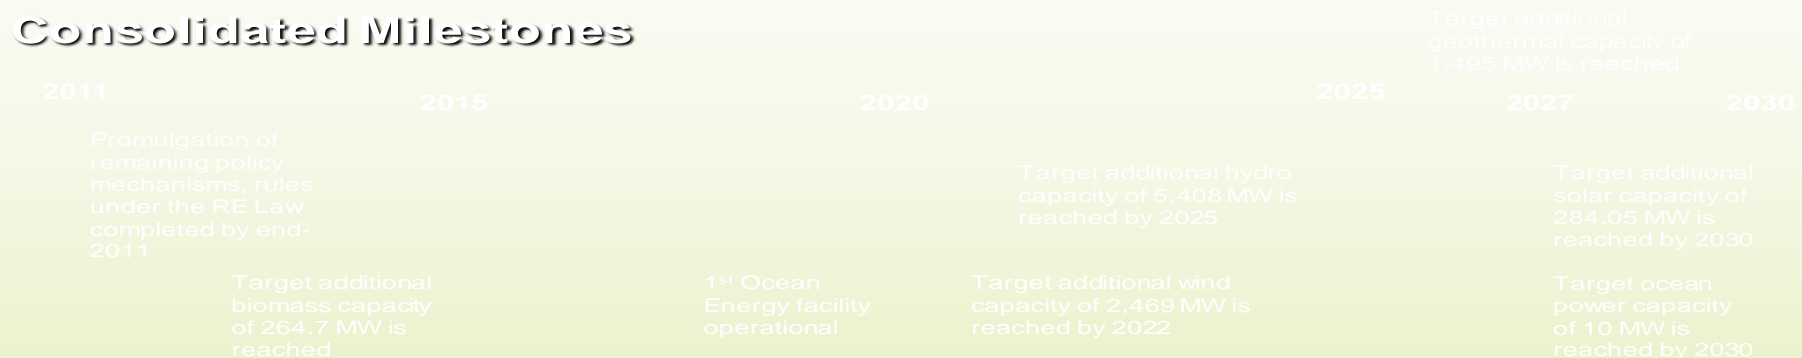 Consolidated Milestones
Target additional
geothermal capacity of
1,495 MW is reached
2011
2015
2020
2025
2027
2030
Promulgation of
remaining policy
mechanisms, rules
under the RE Law
completed by end-
2011
Target additional hydro
capacity of 5,408 MW is
reached by 2025
Target additional
solar capacity of
284.05 MW is
reached by 2030
Target additional
biomass capacity
of 264.7 MW is
reached
1st Ocean
Energy facility
operational
Target additional wind
capacity of 2,469 MW is
reached by 2022
Target ocean
power capacity
of 10 MW is
reached by 2030